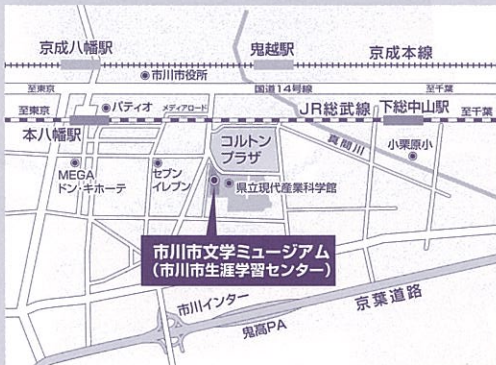 京成八幡駅
鬼越駅
京成本線
市川市役所
至東京
国道14号線
至千葉
至東京
パティオ
メディアロード
JR総武線
下総中山駅
至千葉
本八幡駅
コルトン
プラザ
真間川
小栗原小
MEGA
ドン・キホーテ
セブン
イレブン
県立現代産業科学館
市川市文学ミュージアム
(市川市生涯学習センター)
市川インター
京葉道路
鬼高PA